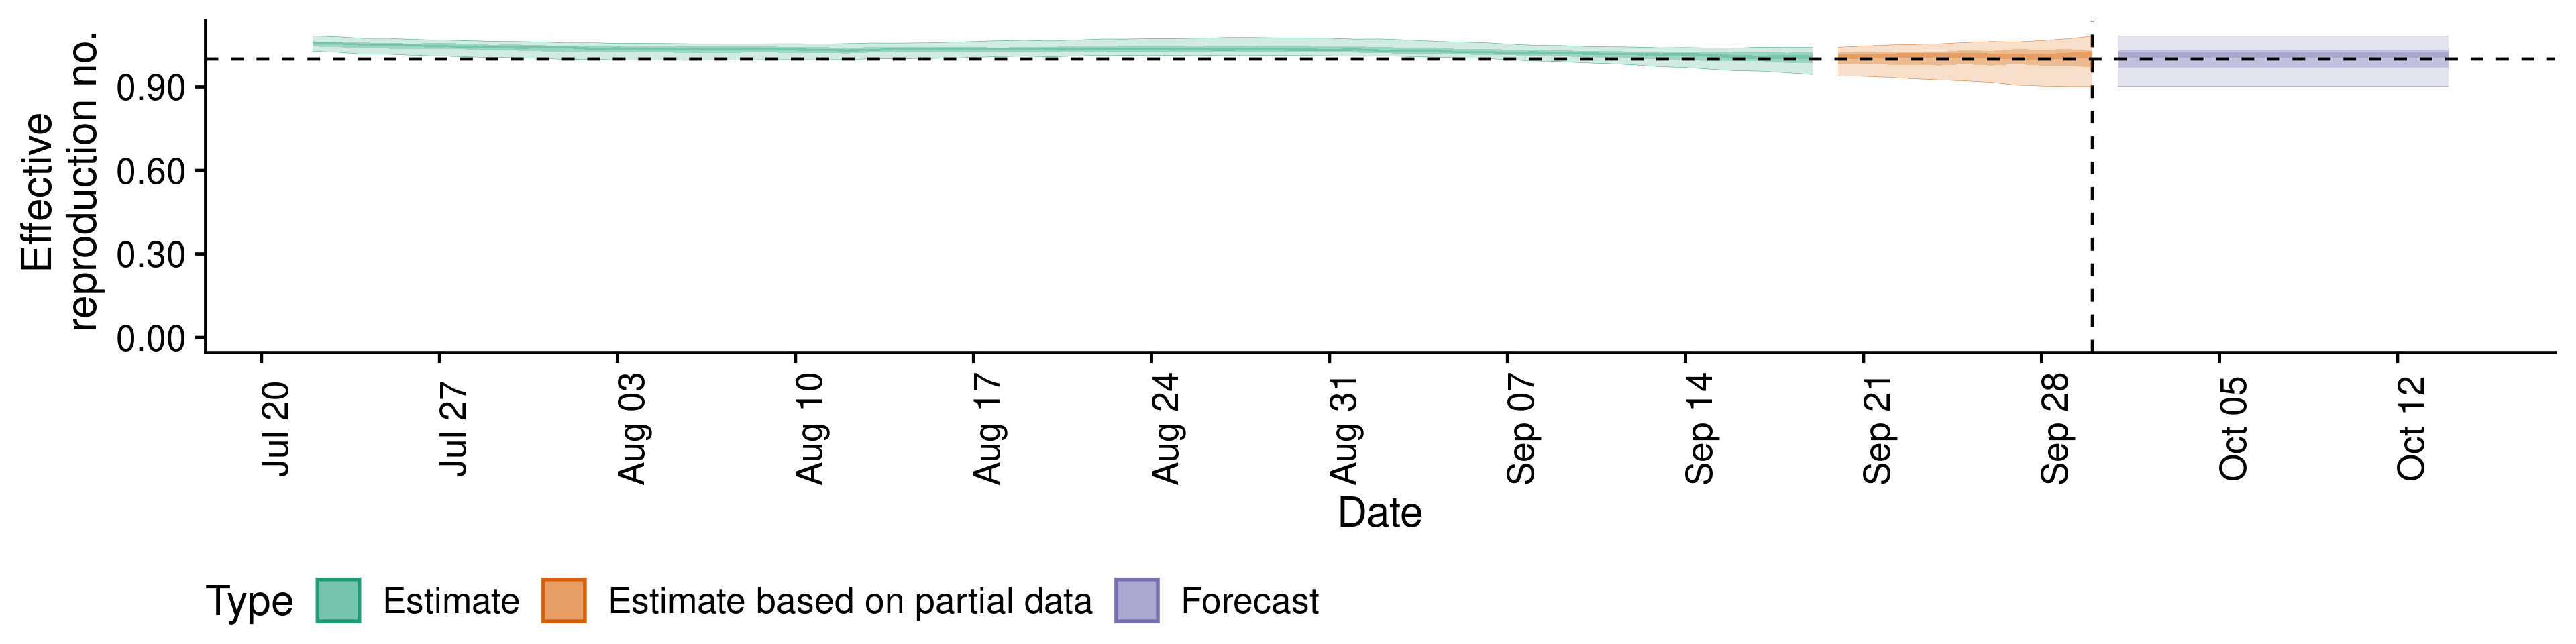 Effective
reproduction no.
0.90
0.60
0.30
0.00
Jul 20
Jul 27
Aug 03
Aug 10
Aug 17
Aug 24
Aug 31
Sep 07
Sep 14
Sep 21
Sep 28
Oct 05
Oct 12
Date
Type Estimate Estimate based on partial data Forecast